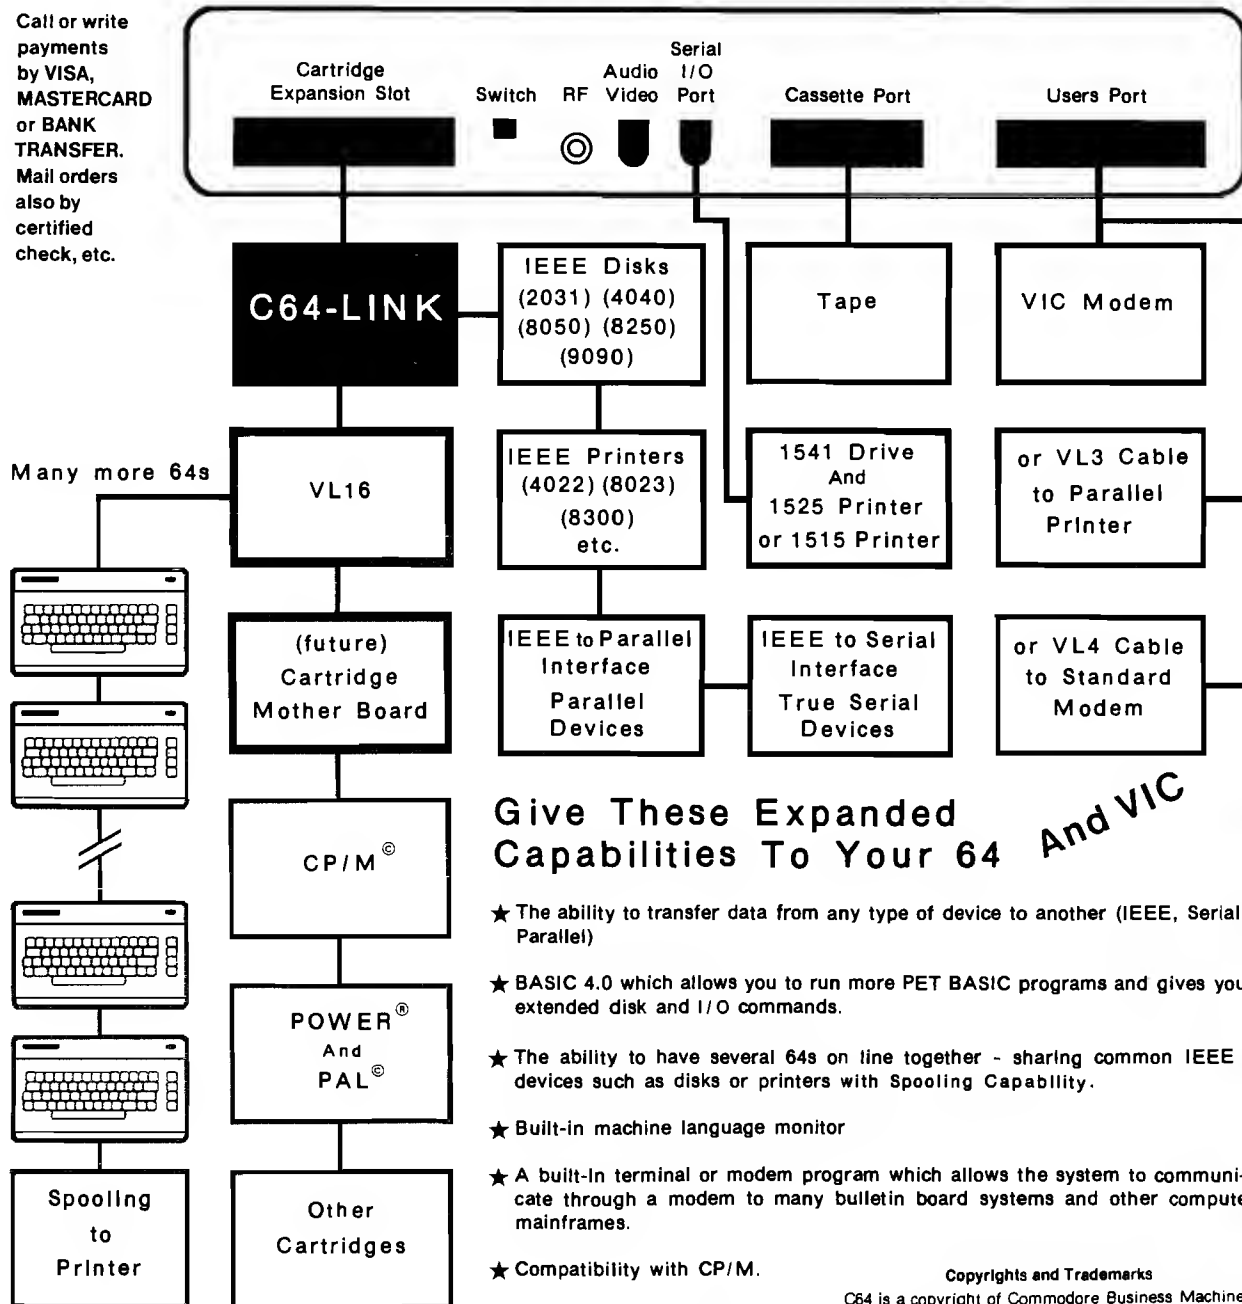 Call or write
payments
by VISA,
MASTERCARD
or BANK
TRANSFER.
Mail orders
also by
certified
check, etc.
Cartridge
Expansion Slot
Switch
RF
Audio
Video
Serial
I/O
Port
Cassette Port
Users Port
C64-LINK
IEEE Disks
(2031) (4040)
(8050) (8250)
(9090)
Tape
VIC Modem
Many more 64s
VL16
IEEE Printers
(4022) (8023)
(8300)
etc.
1541 Drive
And
1525 Printer
or 1515 Printer
or VL3 Cable
to Parallel
Printer
(future)
Cartridge
Mother Board
IEEE to Parallel
Interface
Parallel
Devices
IEEE to Serial
Interface
True Serial
Devices
or VL4 Cable
to Standard
Modem
CP/M©
POWER®
And
PAL©
Other
Cartridges
Spooling
to
Printer
Give These Expanded
Capabilities To Your 64
And VIC
★ The ability to transfer data from any type of device to another (IEEE, Serial
Parallel)
★ BASIC 4.0 which allows you to run more PET BASIC programs and gives you
extended disk and I/O commands.
★ The ability to have several 64s on line together - sharing common IEEE
devices such as disks or printers with Spooling Capability.
★ Built-in machine language monitor
★ A built-in terminal or modem program which allows the system to communi-
cate through a modem to many bulletin board systems and other compute
mainframes.
★ Compatibility with CP/M.
Copyrights and Trademarks
C64 is a copyright of Commodore Business Machine